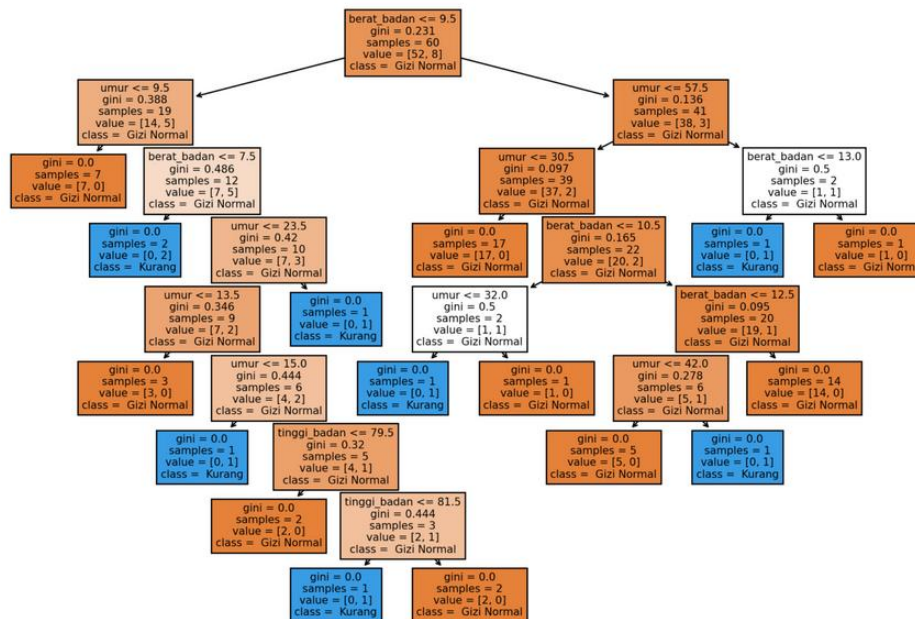 berat_badan <= 9.5
gini = 0.231
samples = 60
value = [52, 8]
class = Gizi Normal
umur <= 9.5
gini = 0.388
samples = 19
value = [14, 5]
class = Gizi Normal
umur <= 57.5
gini = 0.136
samples = 41
value = [38, 3]
class = Gizi Normal
gini = 0.0
samples = 7
value = [7, 0]
class = Gizi Normal
berat_badan <= 7.5
gini = 0.486
samples = 12
value = [7, 5]
class = Gizi Normal
umur <= 30.5
gini = 0.097
samples = 39
value = [37, 2]
class = Gizi Normal
berat_badan <= 13.0
gini = 0.5
samples = 2
value = [1, 1]
class = Gizi Normal
gini = 0.0
samples = 2
value = [0, 2]
class = Kurang
umur <= 23.5
gini = 0.42
samples = 10
value = [7, 3]
class = Gizi Normal
gini = 0.0
samples = 17
value = [17, 0]
class = Gizi Normal
berat_badan <= 10.5
gini = 0.165
samples = 22
value = [20, 2]
class = Gizi Normal
gini = 0.0
samples = 1
value = [0, 1]
class = Kurang
gini = 0.0
samples = 1
value = [1, 0]
class = Gizi Normal
umur <= 13.5
gini = 0.346
samples = 9
value = [7, 2]
class = Gizi Normal
gini = 0.0
samples = 1
value = [0, 1]
class = Kurang
umur <= 32.0
gini = 0.5
samples = 2
value = [1, 1]
class = Gizi Normal
berat_badan <= 12.5
gini = 0.095
samples = 20
value = [19, 1]
class = Gizi Normal
gini = 0.0
samples = 3
value = [3, 0]
class = Gizi Normal
umur <= 15.0
gini = 0.444
samples = 6
value = [4, 2]
class = Gizi Normal
gini = 0.0
samples = 1
value = [0, 1]
class = Kurang
gini = 0.0
samples = 1
value = [1, 0]
class = Gizi Normal
umur <= 42.0
gini = 0.278
samples = 6
value = [5, 1]
class = Gizi Normal
gini = 0.0
samples = 14
value = [14, 0]
class = Gizi Normal
gini = 0.0
samples = 1
value = [0, 1]
class = Kurang
tinggi_badan <= 79.5
gini = 0.32
samples = 5
value = [4, 1]
class = Gizi Normal
gini = 0.0
samples = 5
value = [5, 0]
class = Gizi Normal
gini = 0.0
samples = 1
value = [0, 1]
class = Kurang
gini = 0.0
samples = 2
value = [2, 0]
class = Gizi Normal
tinggi_badan <= 81.5
gini = 0.444
samples = 3
value = [2, 1]
class = Gizi Normal
gini = 0.0
samples = 1
value = [0, 1]
class = Kurang
gini = 0.0
samples = 2
value = [2, 0]
class = Gizi Normal